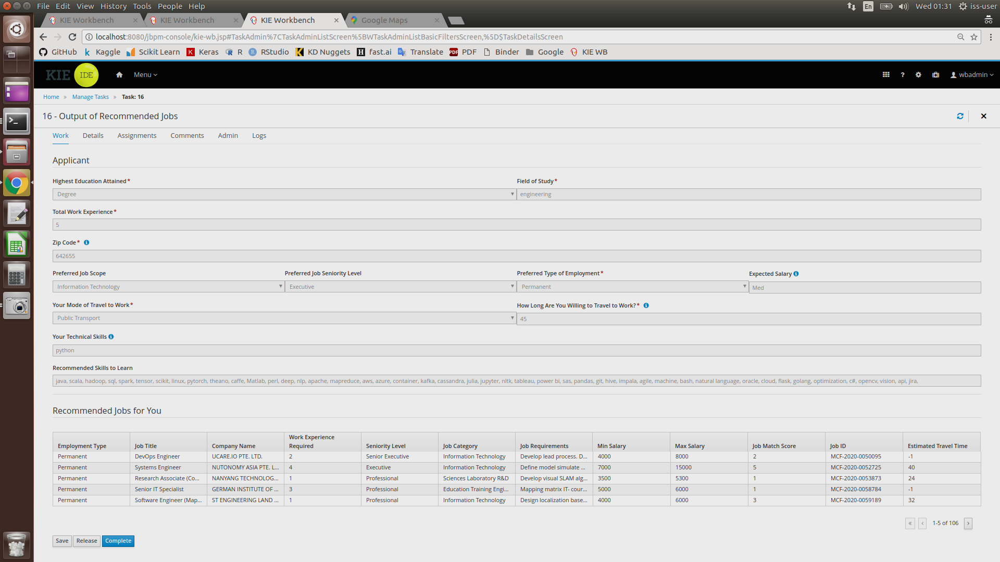 File Edit View History Tools People Help
En Wed 01:31 iss-user
KIE Workbench KIE Workbench KIE Workbench Google Maps
localhost:8080/jbpm-console/kie-wb.jsp#TaskAdmin%7CTaskAdminListScreen%5BWTaskAdminListBasicFiltersScreen,%5D$TaskDetailsScreen
GitHub Kaggle Scikit Learn Keras R RStudio KD Nuggets fast.ai Translate PDF Binder Google KIE WB
KIE IDE Menu wbadmin
Home » Manage Tasks » Task: 16
16 - Output of Recommended Jobs
Work Details Assignments Comments Admin Logs
Applicant
Highest Education Attained* Field of Study*
Degree engineering
Total Work Experience*
5
Zip Code*
642655
Preferred Job Scope Preferred Job Seniority Level Preferred Type of Employment* Expected Salary
Information Technology Executive Permanent Med
Your Mode of Travel to Work* How Long Are You Willing to Travel to Work?*
Public Transport 45
Your Technical Skills
python
Recommended Skills to Learn
java, scala, hadoop, sql, spark, tensor, scikit, linux, pytorch, theano, caffe, Matlab, perl, deep, nlp, apache, mapreduce, aws, azure, container, kafka, cassandra, julia, jupyter, nltk, tableau, power bi, sas, pandas, git, hive, impala, agile, machine, bash, natural language, oracle, cloud, flask, golang, optimization, c#, opencv, vision, api, jira,
Recommended Jobs for You
Employment Type Job Title Company Name Work Experience Required Seniority Level Job Category Job Requirements Min Salary Max Salary Job Match Score Job ID Estimated Travel Time
Permanent DevOps Engineer UCARE.IO PTE. LTD. 2 Senior Executive Information Technology Develop lead process. D... 4000 8000 2 MCF-2020-0050095 -1
Permanent Systems Engineer NUTONOMY ASIA PTE. L... 4 Executive Information Technology Define model simulate ... 7000 15000 5 MCF-2020-0052725 40
Permanent Research Associate (Co... NANYANG TECHNOLOG... 1 Professional Sciences Laboratory R&D Develop visual SLAM alg... 3500 5300 1 MCF-2020-0053873 24
Permanent Senior IT Specialist GERMAN INSTITUTE OF ... 3 Professional Education Training Engi... Mapping matrix IT- cour... 5000 6000 1 MCF-2020-0058784 -1
Permanent Software Engineer (Map... ST ENGINEERING LAND ... 1 Professional Information Technology Design localization base... 4000 6000 3 MCF-2020-0059189 32
« ‹ 1-5 of 106 ›
Save Release Complete